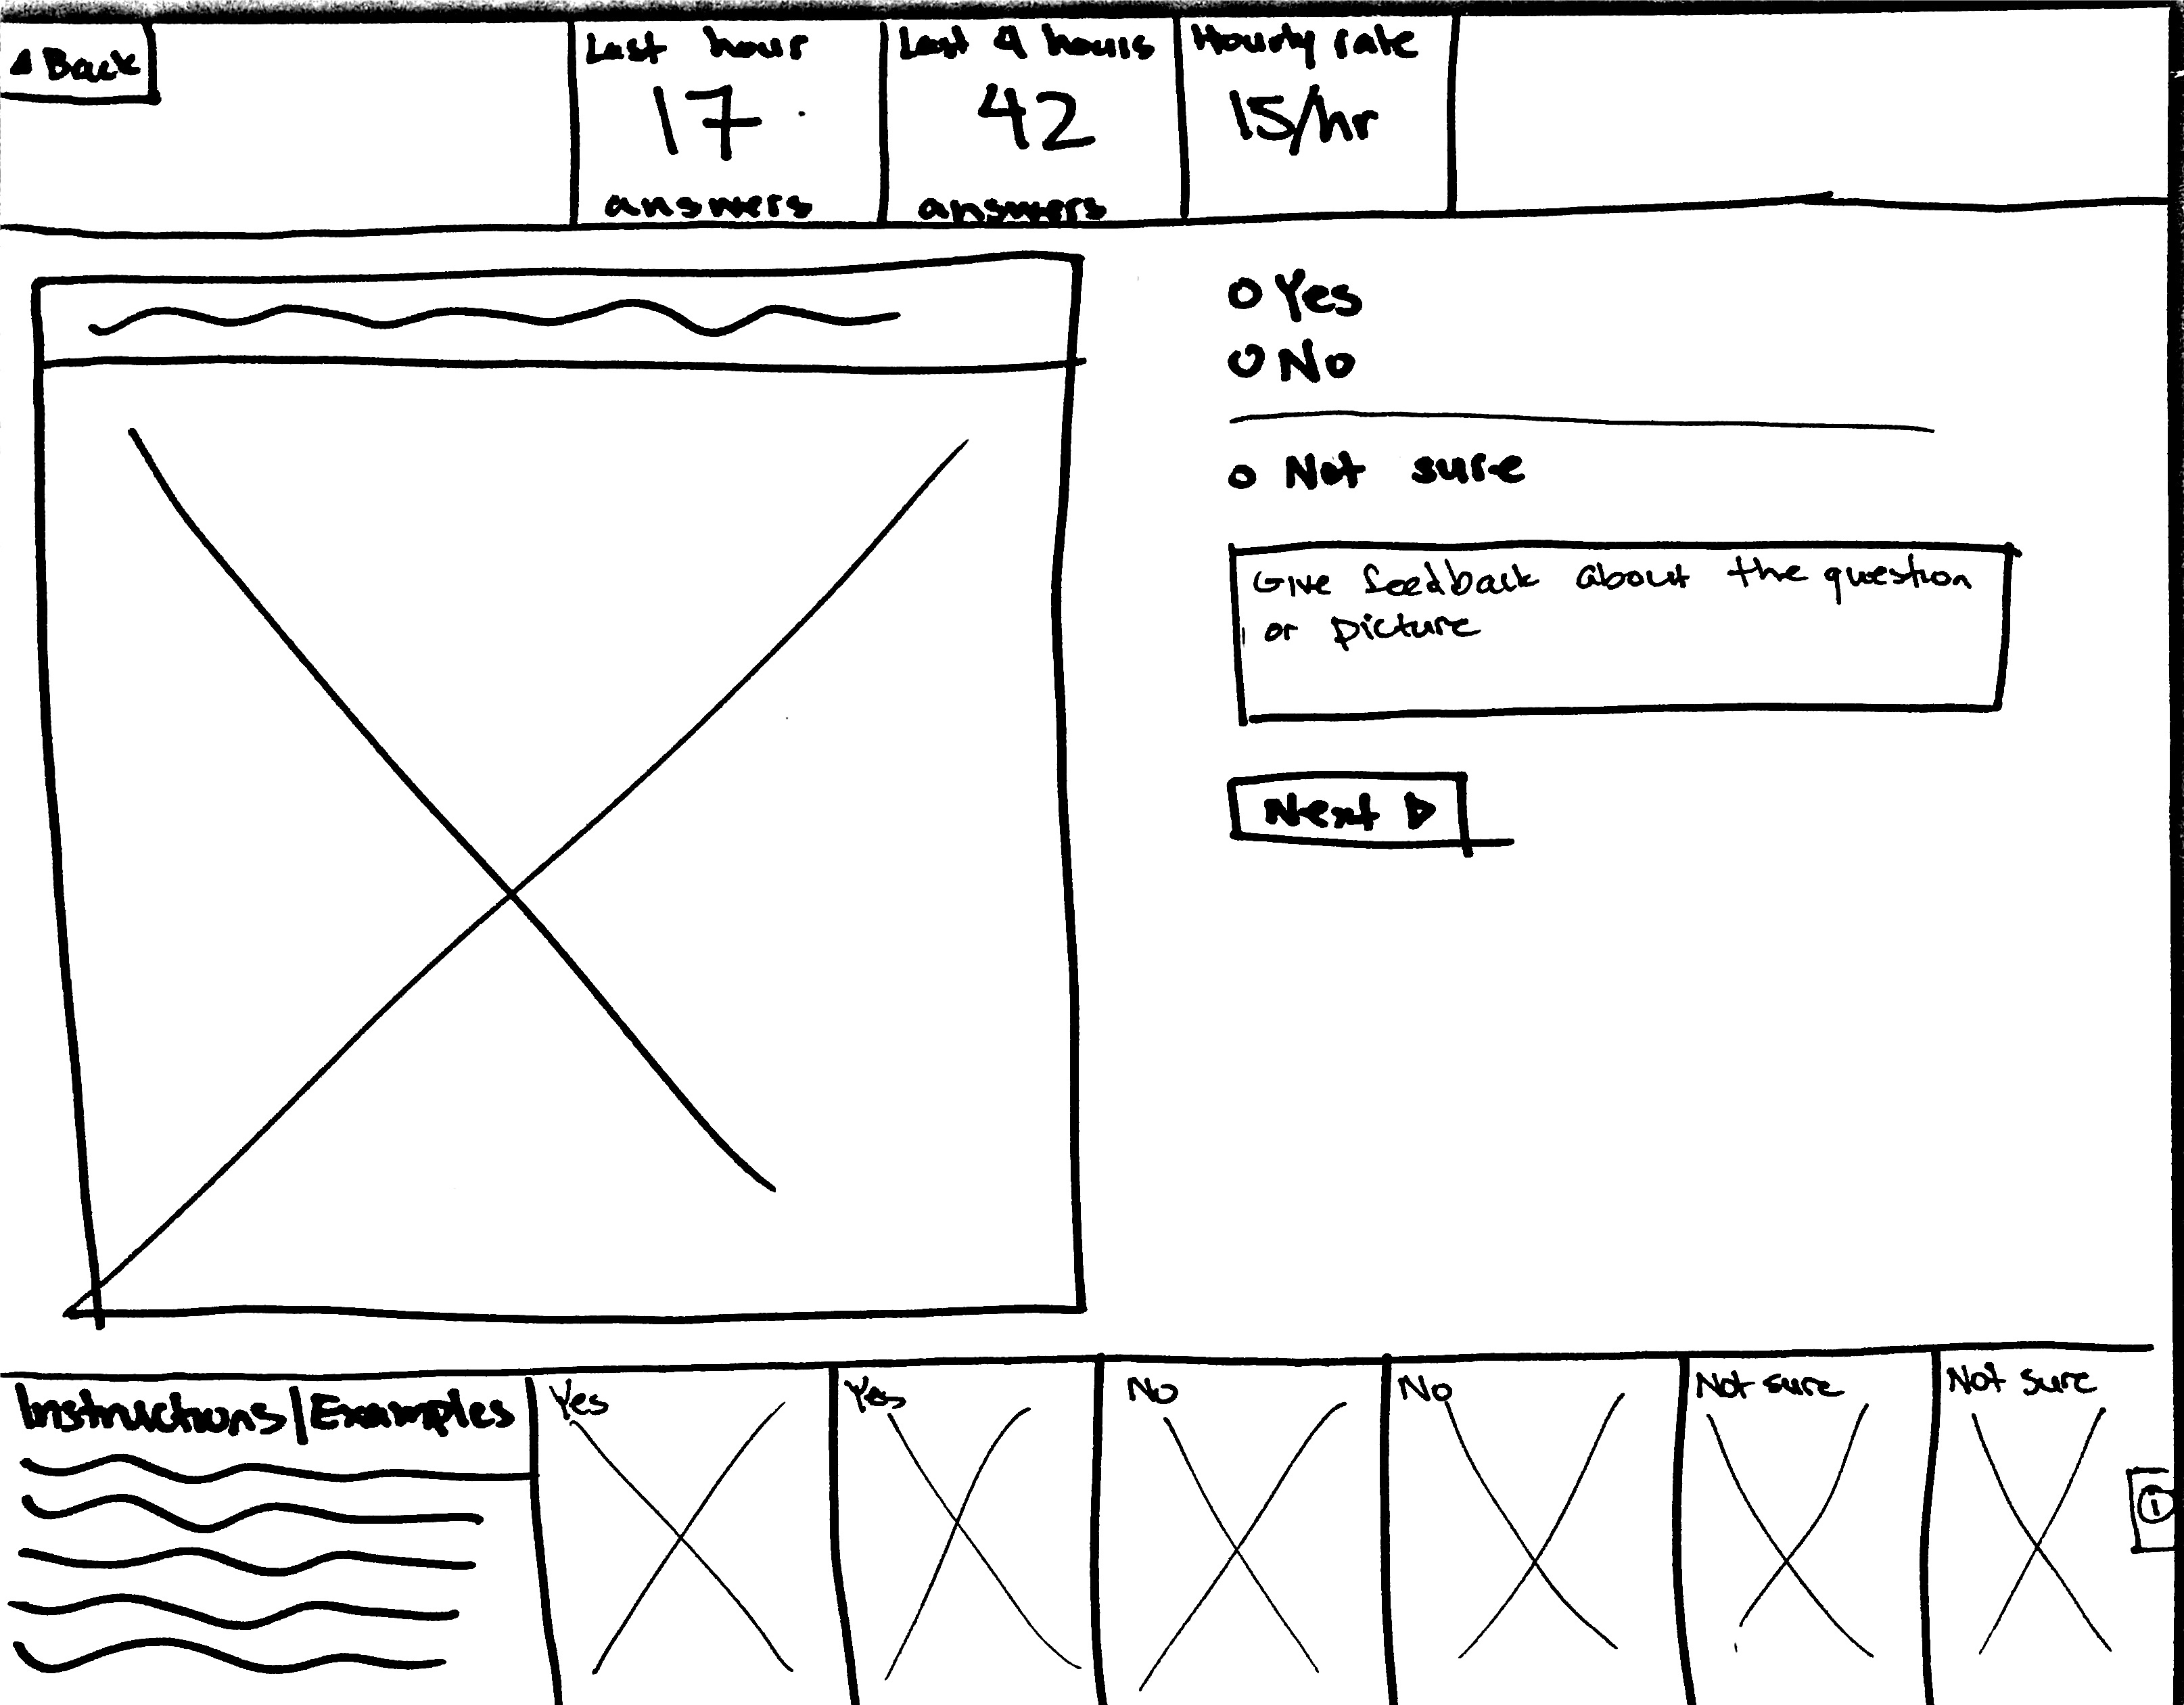 Back
Last hour
17
answers
Last 4 hours
42
answers
Hourly rate
15/hr
Yes
No
Not sure
Give feedback about the question
or picture
Next
Instructions/Examples
Yes
Yes
No
No
Not sure
Not sure
i